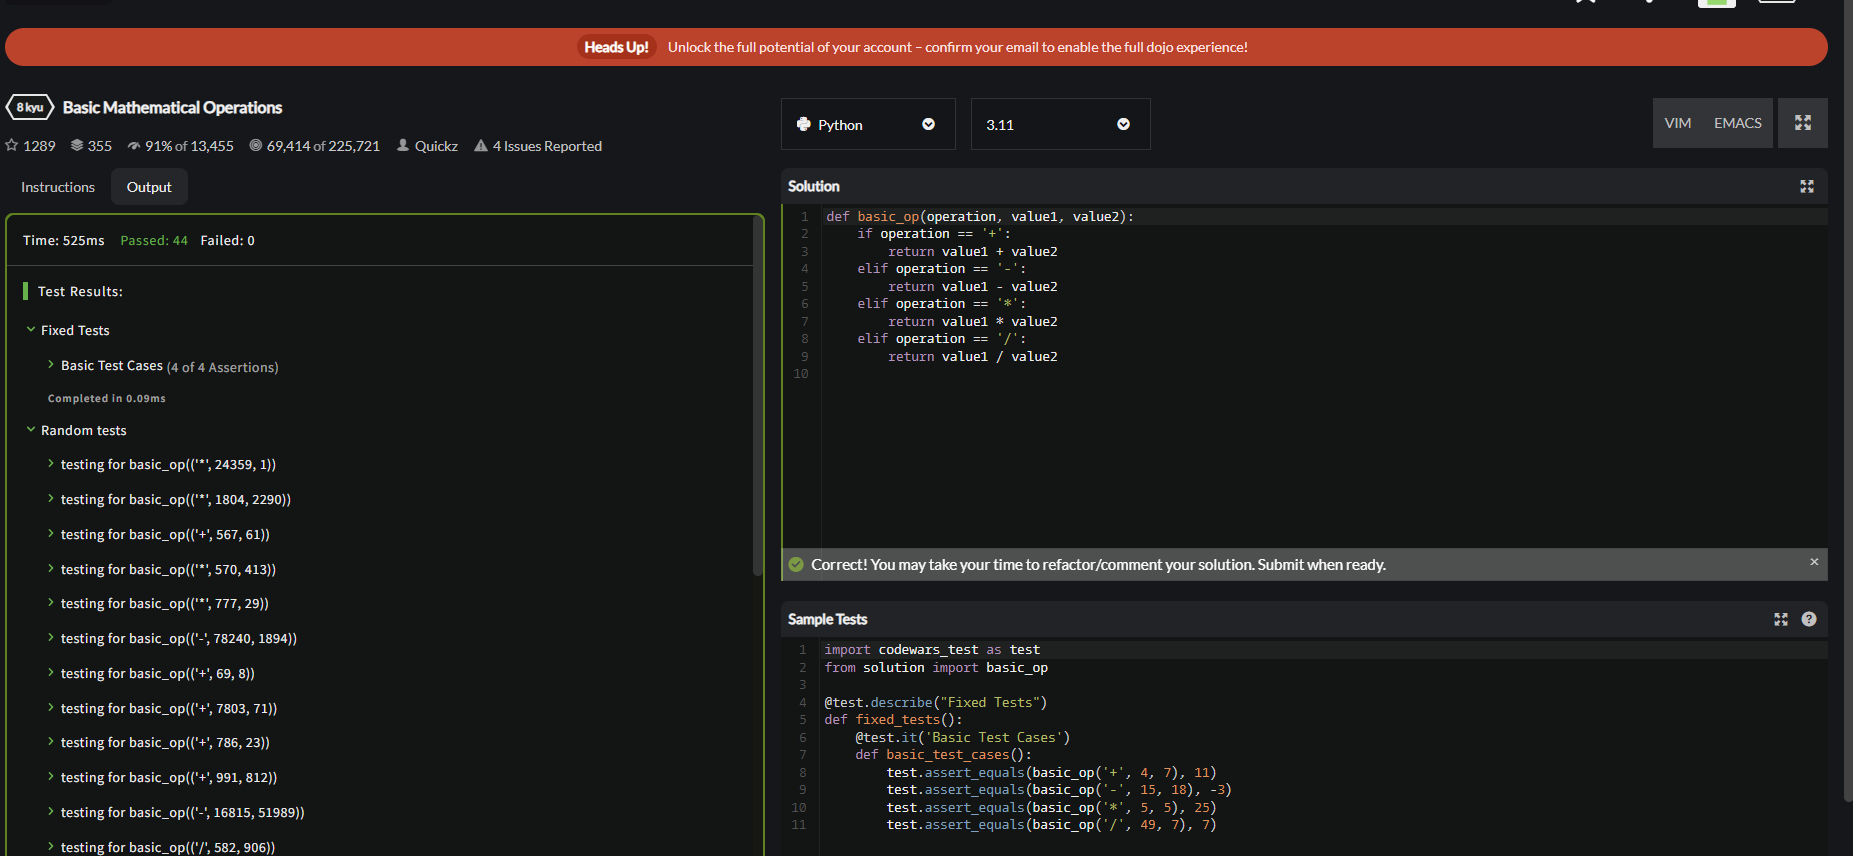 Heads Up! Unlock the full potential of your account – confirm your email to enable the full dojo experience!
8 kyu Basic Mathematical Operations
1289 355 91% of 13,455 69,414 of 225,721 Quickz 4 Issues Reported
Instructions Output
Time: 525ms Passed: 44 Failed: 0
Test Results:
Fixed Tests
Basic Test Cases (4 of 4 Assertions)
Completed in 0.09ms
Random tests
testing for basic_op(('*', 24359, 1))
testing for basic_op(('*', 1804, 2290))
testing for basic_op(('+', 567, 61))
testing for basic_op(('*', 570, 413))
testing for basic_op(('*', 777, 29))
testing for basic_op(('-', 78240, 1894))
testing for basic_op(('+', 69, 8))
testing for basic_op(('+', 7803, 71))
testing for basic_op(('+', 786, 23))
testing for basic_op(('+', 991, 812))
testing for basic_op(('-', 16815, 51989))
testing for basic_op(('/', 582, 906))
Python 3.11 VIM EMACS
Solution
1 def basic_op(operation, value1, value2):
2 if operation == '+':
3 return value1 + value2
4 elif operation == '-':
5 return value1 - value2
6 elif operation == '*':
7 return value1 * value2
8 elif operation == '/':
9 return value1 / value2
10
Correct! You may take your time to refactor/comment your solution. Submit when ready. ×
Sample Tests ?
1 import codewars_test as test
2 from solution import basic_op
3
4 @test.describe("Fixed Tests")
5 def fixed_tests():
6 @test.it('Basic Test Cases')
7 def basic_test_cases():
8 test.assert_equals(basic_op('+', 4, 7), 11)
9 test.assert_equals(basic_op('-', 15, 18), -3)
10 test.assert_equals(basic_op('*', 5, 5), 25)
11 test.assert_equals(basic_op('/', 49, 7), 7)